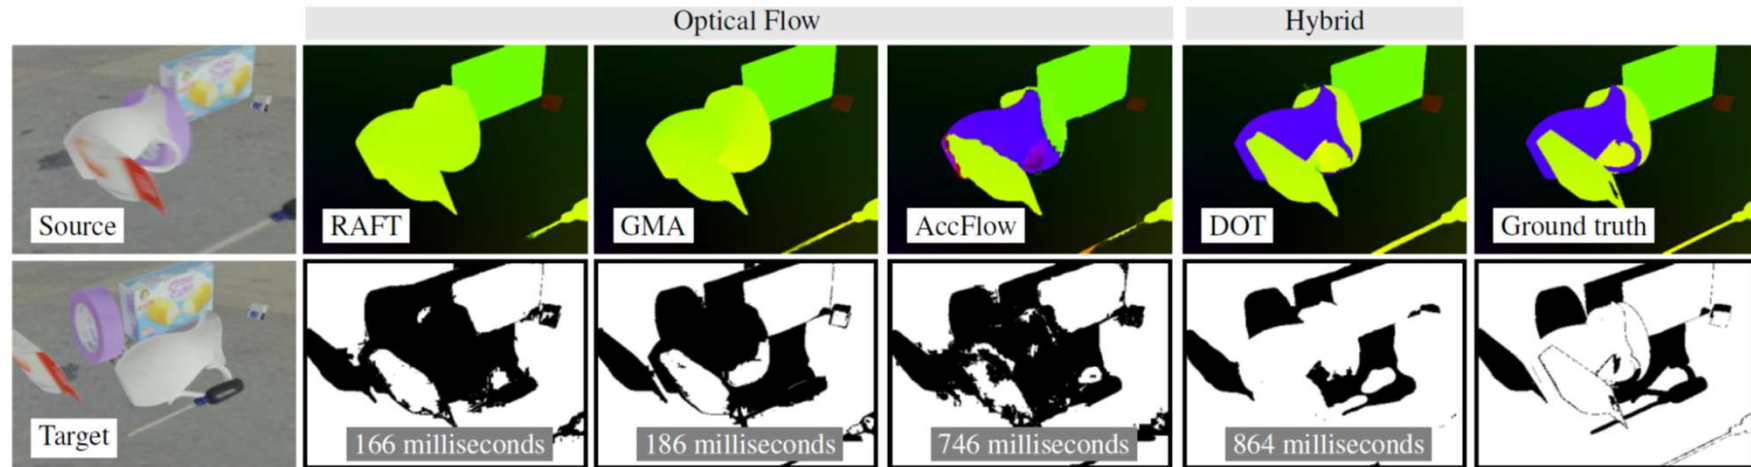 Optical Flow
Hybrid
Source
RAFT
GMA
AccFlow
DOT
Ground truth
Target
166 milliseconds
186 milliseconds
746 milliseconds
864 milliseconds